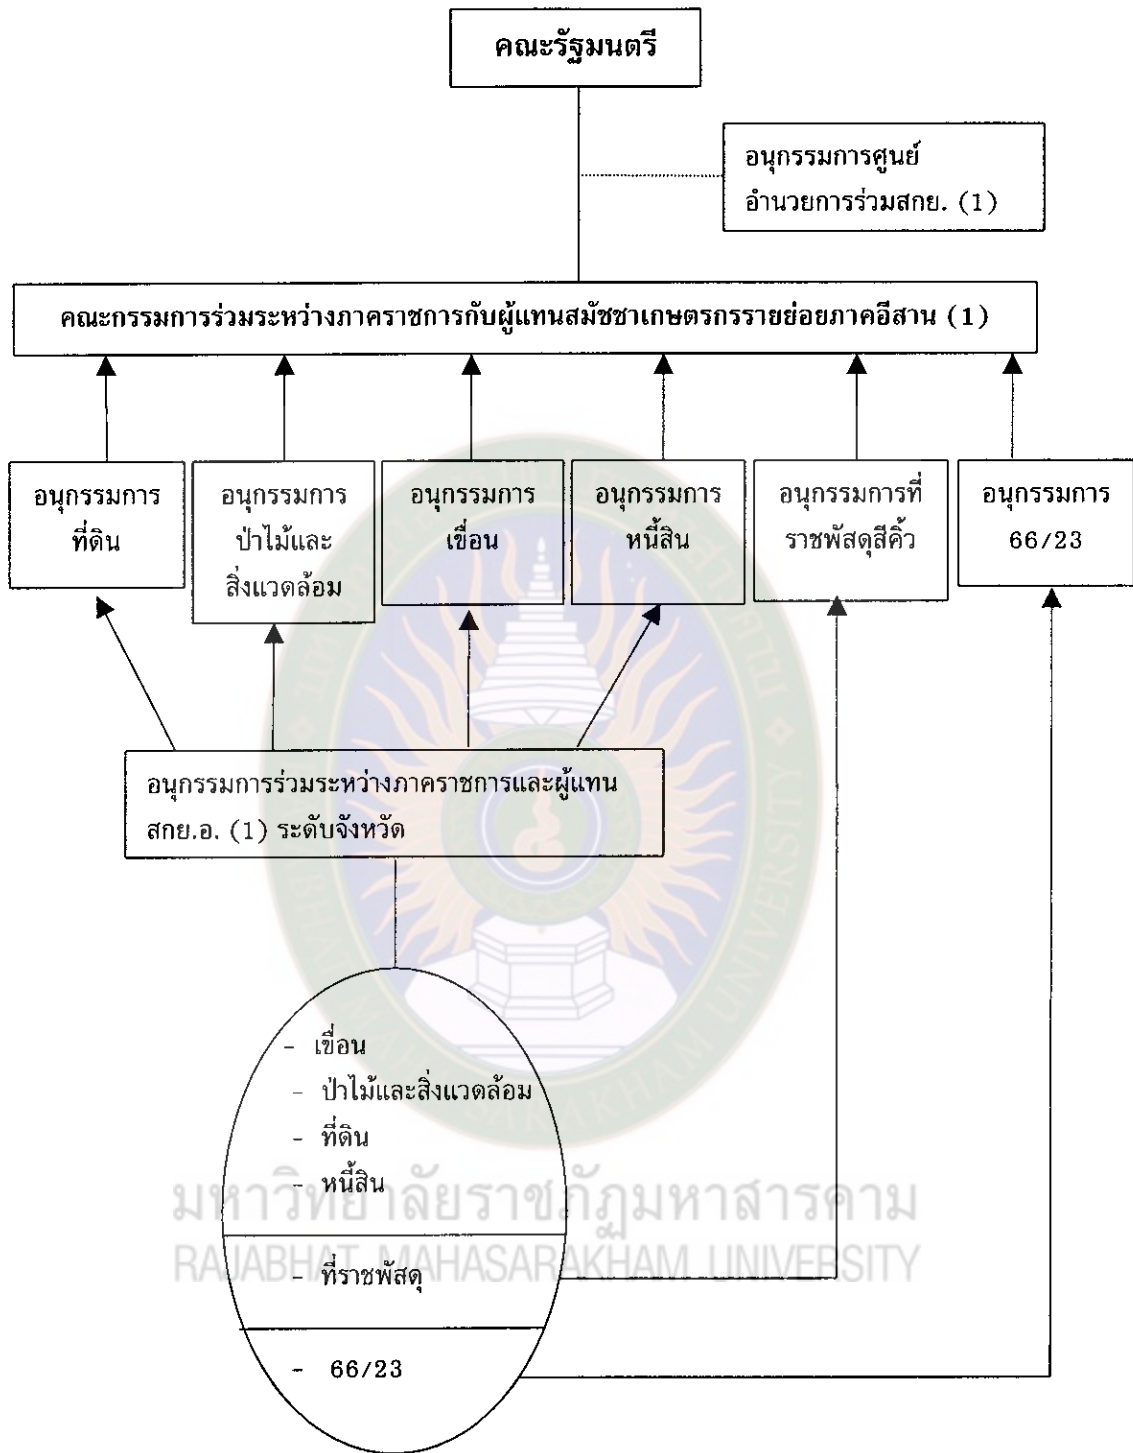 คณะรัฐมนตรี
อนุกรรมการศูนย์
อำนวยการร่วมสกย. (1)
คณะกรรมการร่วมระหว่างภาคราชการกับผู้แทนสมัชชาเกษตรกรรายย่อยภาคอีสาน (1)
อนุกรรมการ
ที่ดิน
อนุกรรมการ
ป่าไม้และ
สิ่งแวดล้อม
อนุกรรมการ
เขื่อน
อนุกรรมการ
หนี้สิน
อนุกรรมการที่
ราชพัสดุสีคิ้ว
อนุกรรมการ
66/23
อนุกรรมการร่วมระหว่างภาคราชการและผู้แทน
สกย.อ. (1) ระดับจังหวัด
- เขื่อน
- ป่าไม้และสิ่งแวดล้อม
- ที่ดิน
- หนี้สิน
- ที่ราชพัสดุ
- 66/23
มหาวิทยาลัยราชภัฏมหาสารคาม
RAJABHAT MAHASARAKHAM UNIVERSITY